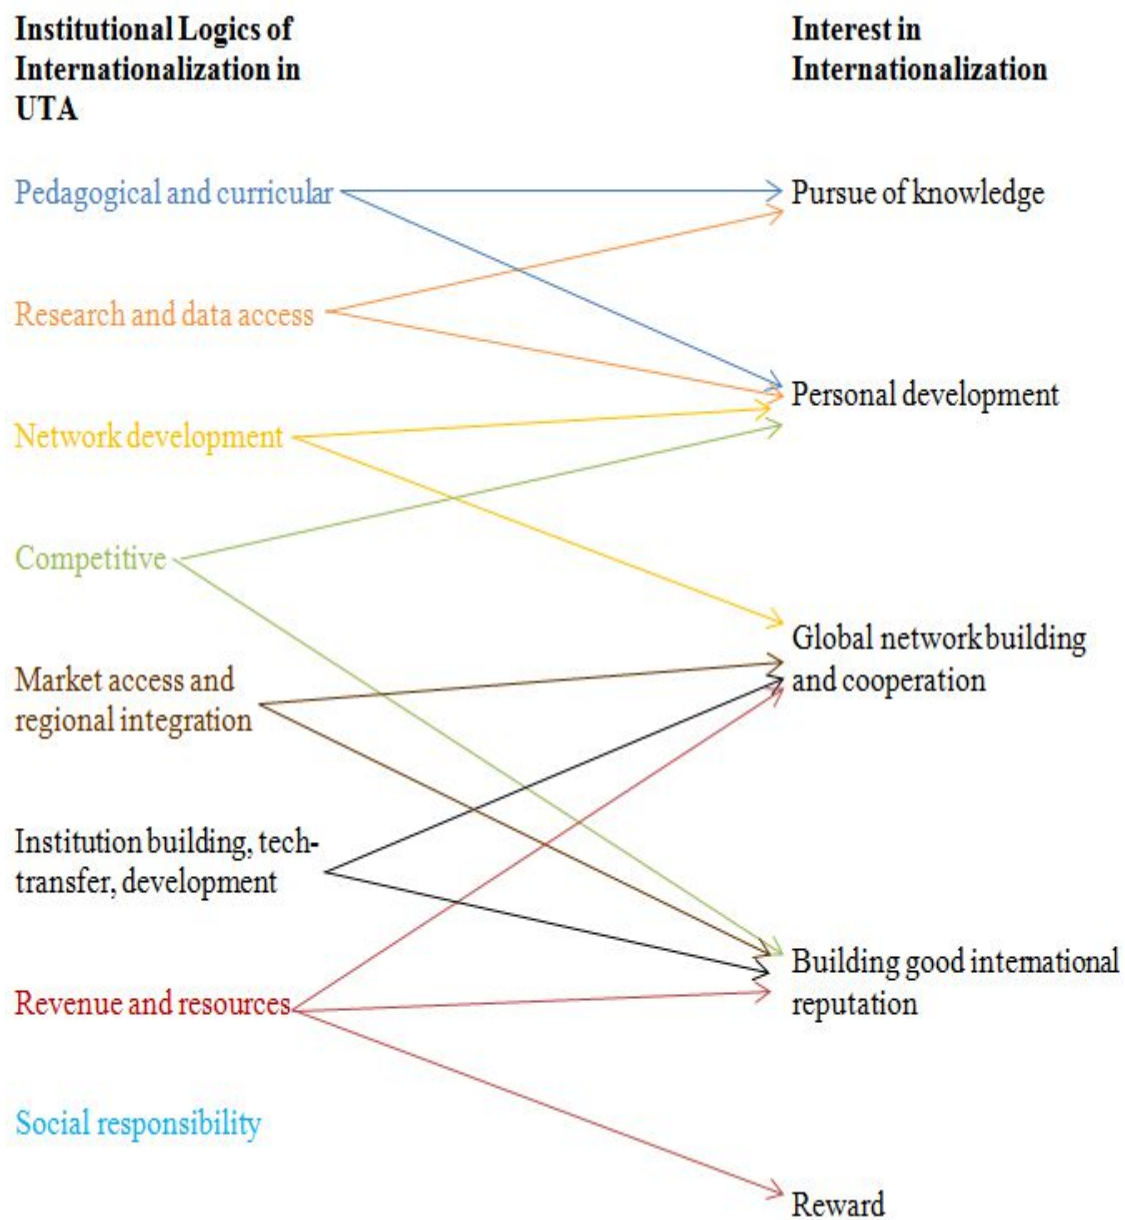 Institutional Logics of
Internationalization in
UTA
Interest in
Internationalization
Pedagogical and curricular
Pursue of knowledge
Research and data access
Personal development
Network development
Competitive
Global network building
and cooperation
Market access and
regional integration
Institution building, tech-
transfer, development
Building good international
reputation
Revenue and resources
Social responsibility
Reward